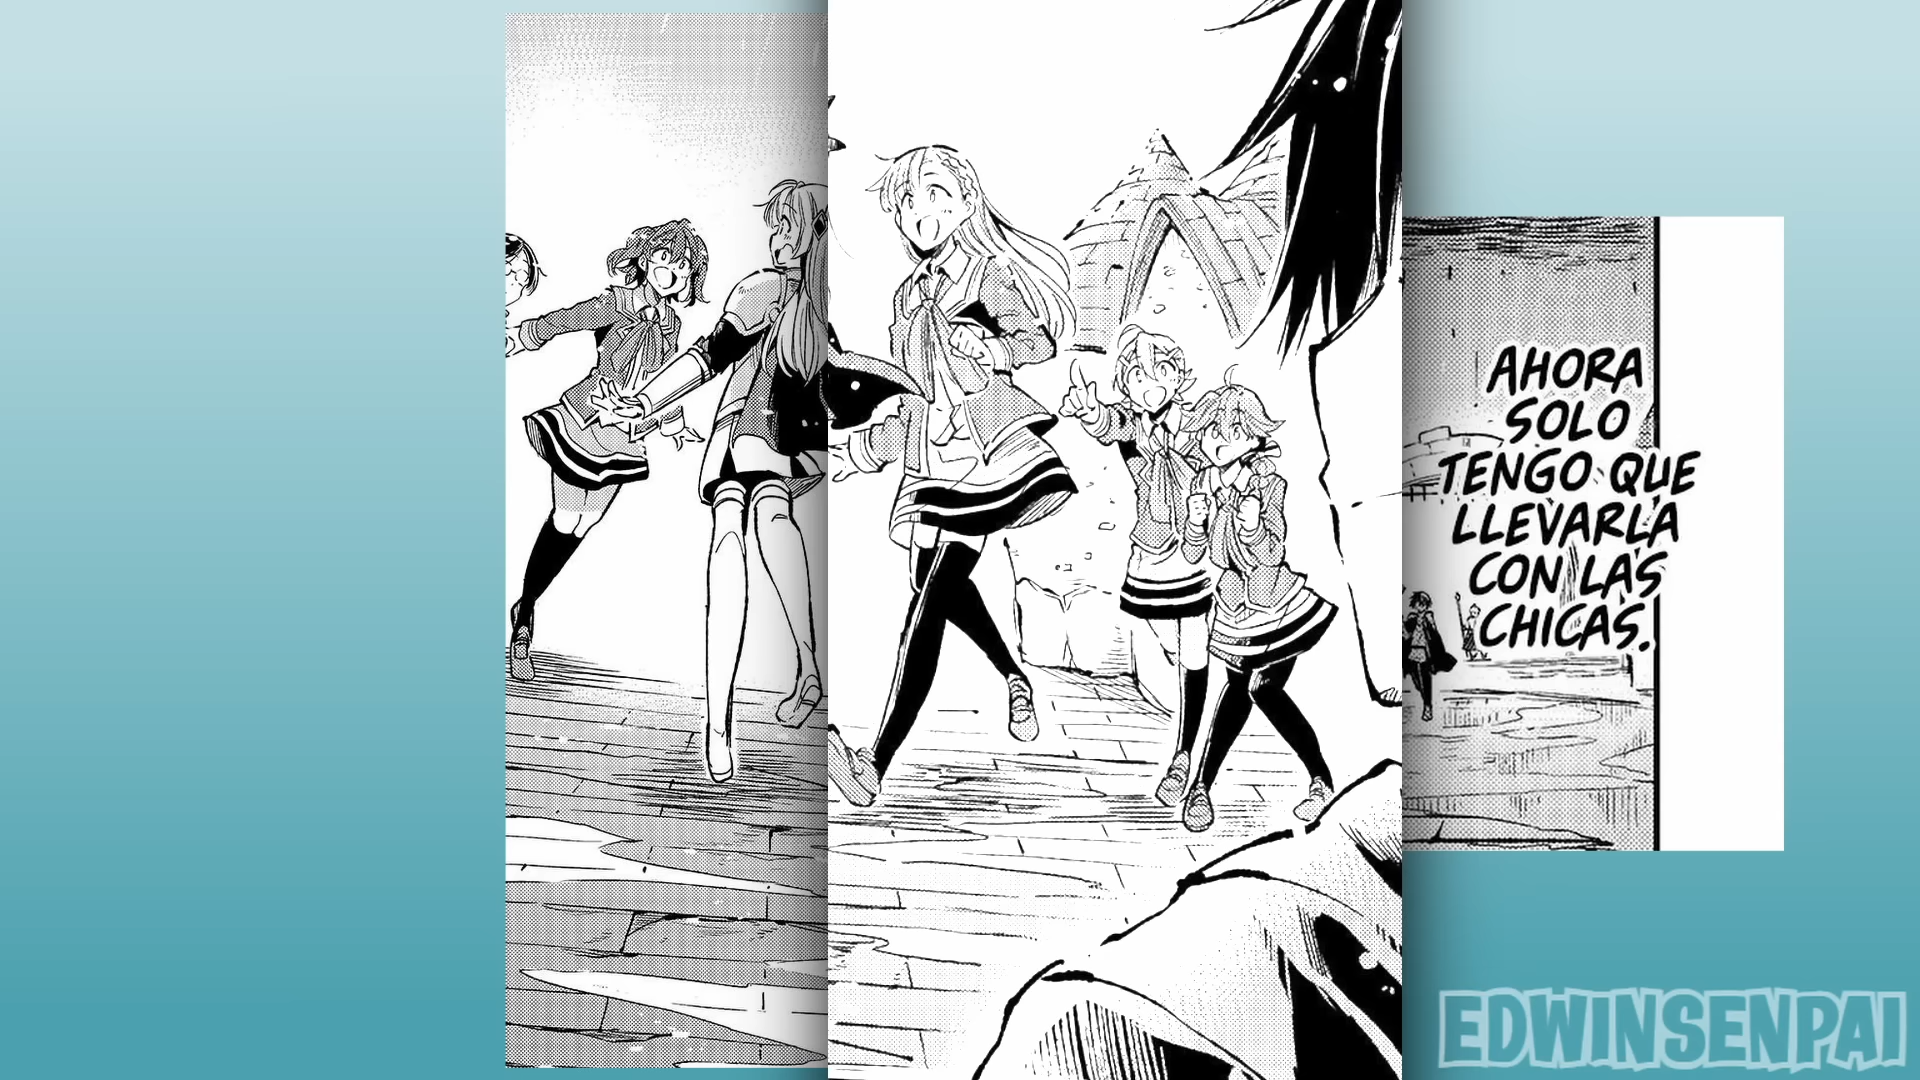 AHORA
SOLO
TENGO QUE
LLEVARLA
CON LAS
CHICAS.
EDWINSENPAI